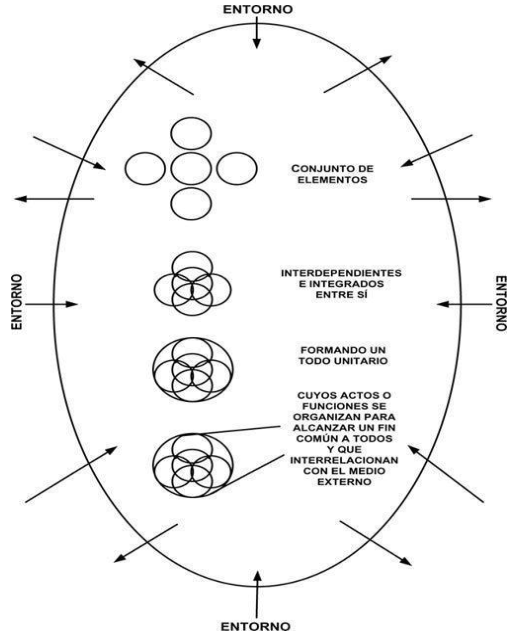 ENTORNO
CONJUNTO DE
ELEMENTOS
INTERDEPENDIENTES
E INTEGRADOS
ENTRE SÍ
ENTORNO
ENTORNO
FORMANDO UN
TODO UNITARIO
CUYOS ACTOS O
FUNCIONES SE
ORGANIZAN PARA
ALCANZAR UN FIN
COMÚN A TODOS
Y QUE
INTERRELACIONAN
CON EL MEDIO
EXTERNO
ENTORNO